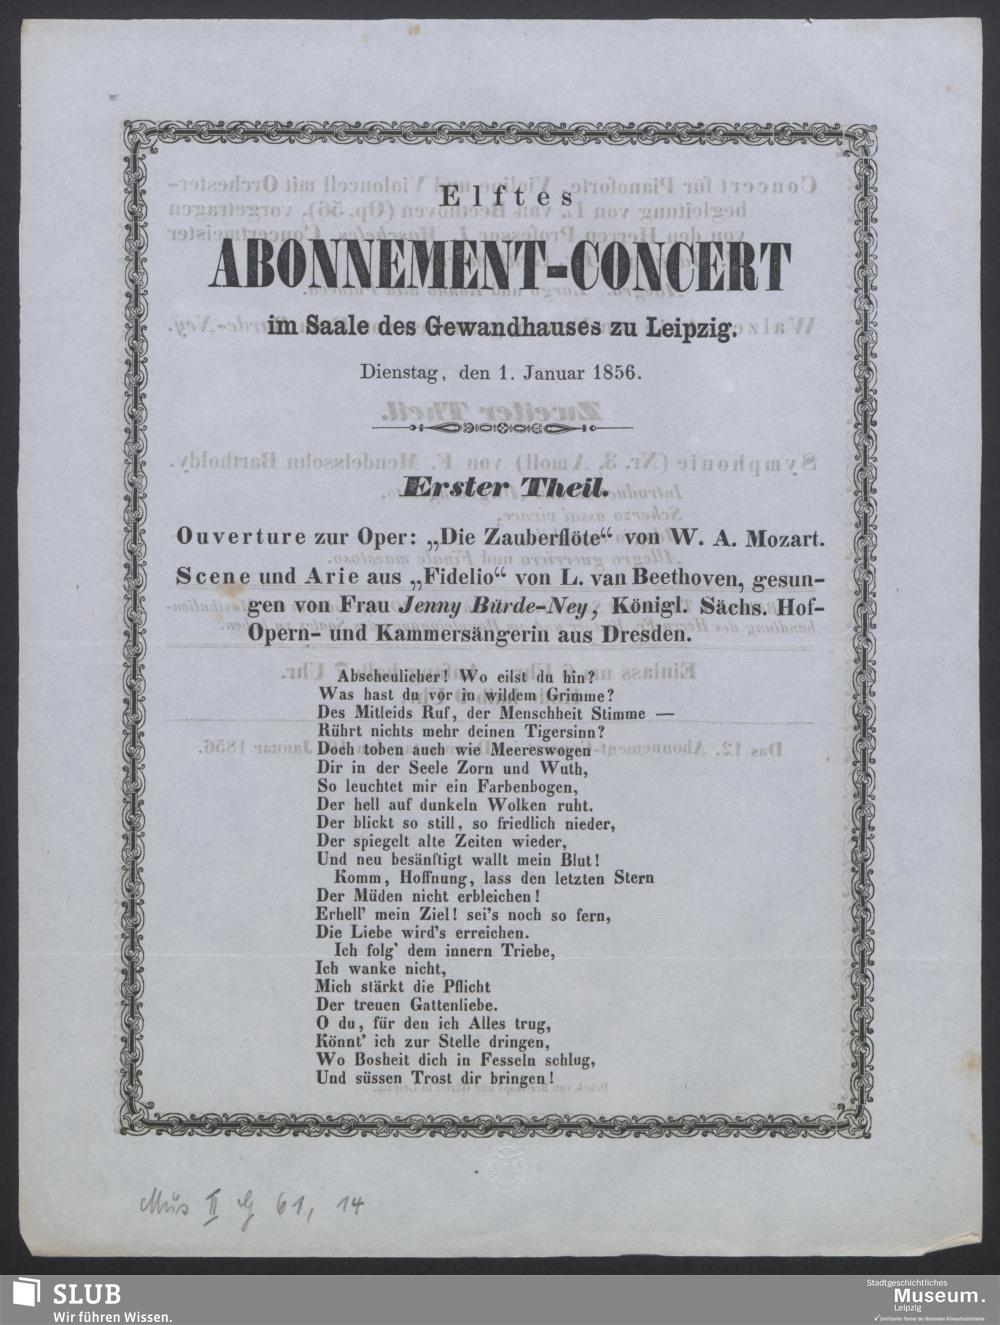 Elftes
ABONNEMENT-CONCERT
im Saale des Gewandhauses zu Leipzig.
Dienstag, den 1. Januar 1856.
Erster Theil.
Ouverture zur Oper: „Die Zauberflöte“ von W. A. Mozart.
Scene und Arie aus „Fidelio“ von L. van Beethoven, gesun-
gen von Frau Jenny Bürde-Ney, Königl. Sächs. Hof-
Opern- und Kammersängerin aus Dresden.
Abscheulicher! Wo eilst du hin?
Was hast du vor in wildem Grimme?
Des Mitleids Ruf, der Menschheit Stimme —
Rührt nichts mehr deinen Tigersinn?
Doch toben auch wie Meereswogen
Dir in der Seele Zorn und Wuth,
So leuchtet mir ein Farbenbogen,
Der hell auf dunkeln Wolken ruht.
Der blickt so still, so friedlich nieder,
Der spiegelt alte Zeiten wieder,
Und neu besänftigt wallt mein Blut!
Komm, Hoffnung, lass den letzten Stern
Der Müden nicht erbleichen!
Erhell' mein Ziel! sei's noch so fern,
Die Liebe wird's erreichen.
Ich folg' dem innern Triebe,
Ich wanke nicht,
Mich stärkt die Pflicht
Der treuen Gattenliebe.
O du, für den ich Alles trug,
Könnt' ich zur Stelle dringen,
Wo Bosheit dich in Fesseln schlug,
Und süssen Trost dir bringen!
Mus II G 61, 14
SLUB
Wir führen Wissen.
Stadtgeschichtliches
Museum.
Leipzig